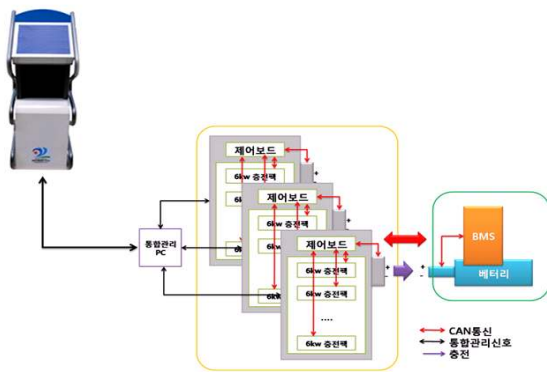 제어보드
6kw 충전팩
제어보드
6kw 충전팩
제어보드
6kw 충전팩
6kw 충전팩
....
6kw 충전팩
통합관리
PC
+
-
BMS
베터리
CAN통신
통합관리신호
충전